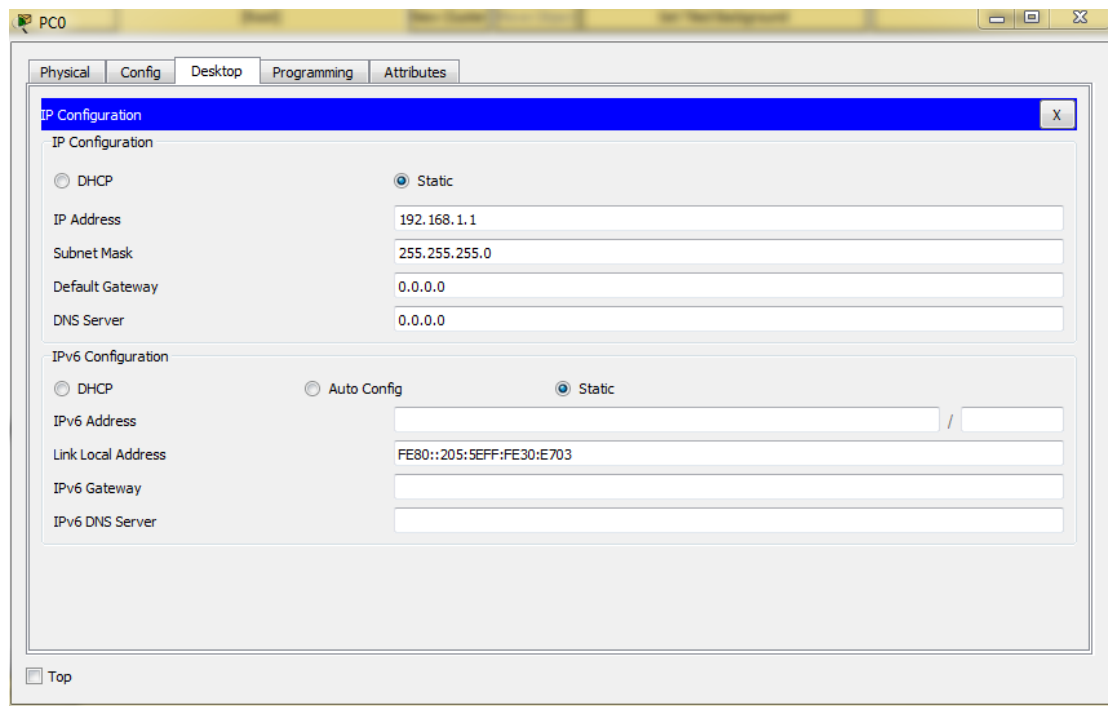 PC0
Physical Config Desktop Programming Attributes
IP Configuration X
IP Configuration
DHCP Static
IP Address 192.168.1.1
Subnet Mask 255.255.255.0
Default Gateway 0.0.0.0
DNS Server 0.0.0.0
IPv6 Configuration
DHCP Auto Config Static
IPv6 Address /
Link Local Address FE80::205:5EFF:FE30:E703
IPv6 Gateway
IPv6 DNS Server
Top